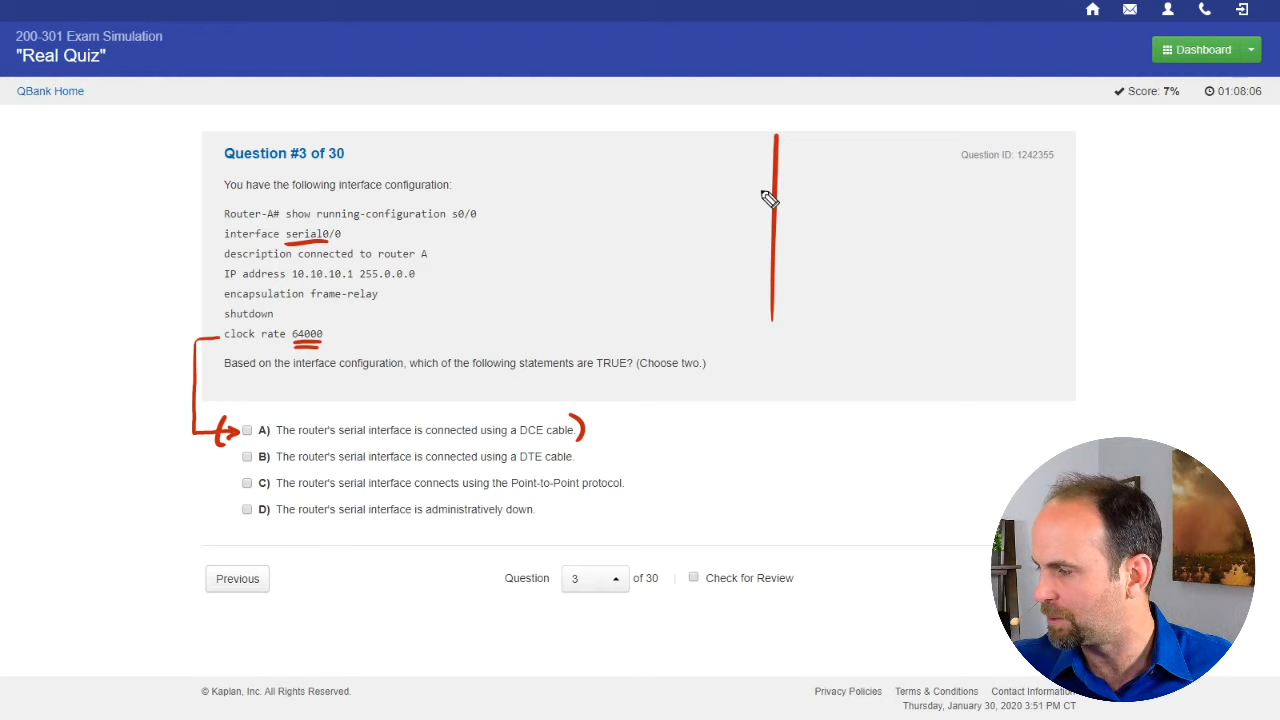 200-301 Exam Simulation
"Real Quiz"
Dashboard
QBank Home
Score: 7%
01:08:06
Question #3 of 30
Question ID: 1242355
You have the following interface configuration:
Router-A# show running-configuration s0/0
interface serial0/0
description connected to router A
IP address 10.10.10.1 255.0.0.0
encapsulation frame-relay
shutdown
clock rate 64000
Based on the interface configuration, which of the following statements are TRUE? (Choose two.)
A) The router's serial interface is connected using a DCE cable.
B) The router's serial interface is connected using a DTE cable.
C) The router's serial interface connects using the Point-to-Point protocol.
D) The router's serial interface is administratively down.
Previous
Question 3 of 30 | Check for Review
© Kaplan, Inc. All Rights Reserved.
Privacy Policies Terms & Conditions Contact Information
Thursday, January 30, 2020 3:51 PM CT